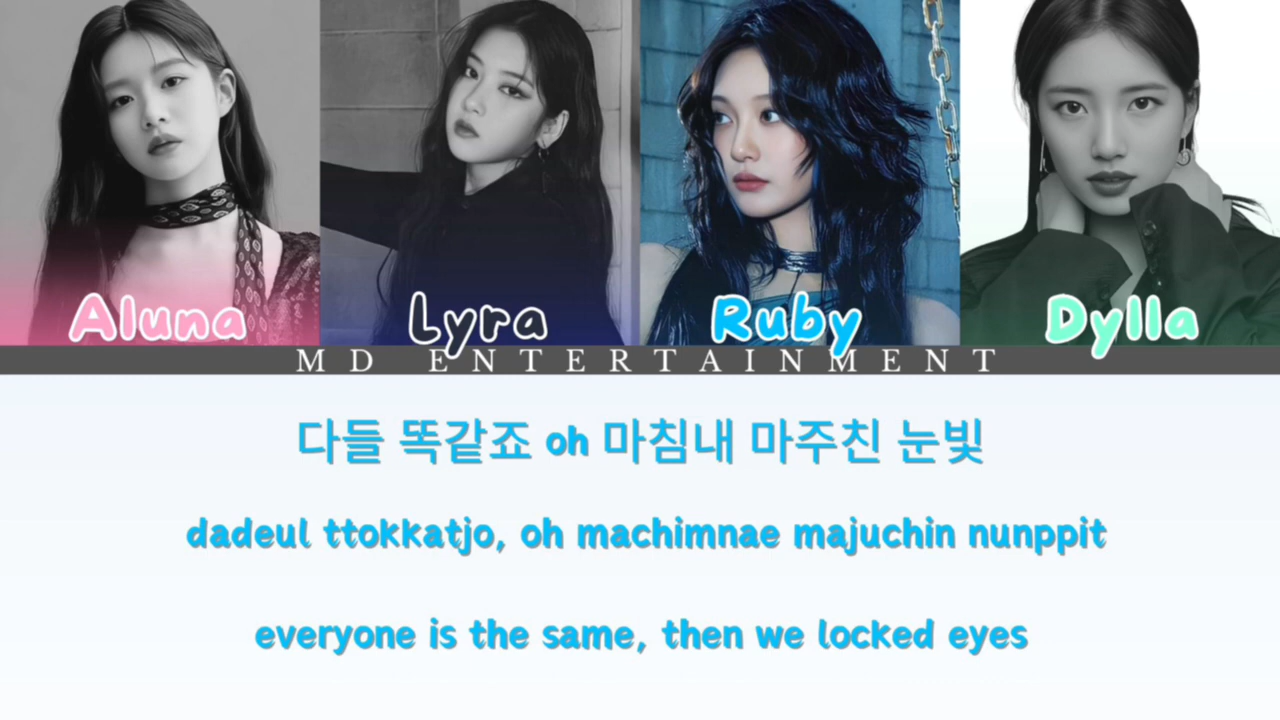 Aluna Lyra Ruby Dylla
MD ENTERTAINMENT
다들 똑같죠 oh 마침내 마주친 눈빛
dadeul ttokkatjo, oh machimnae majuchin nunppit
everyone is the same, then we locked eyes